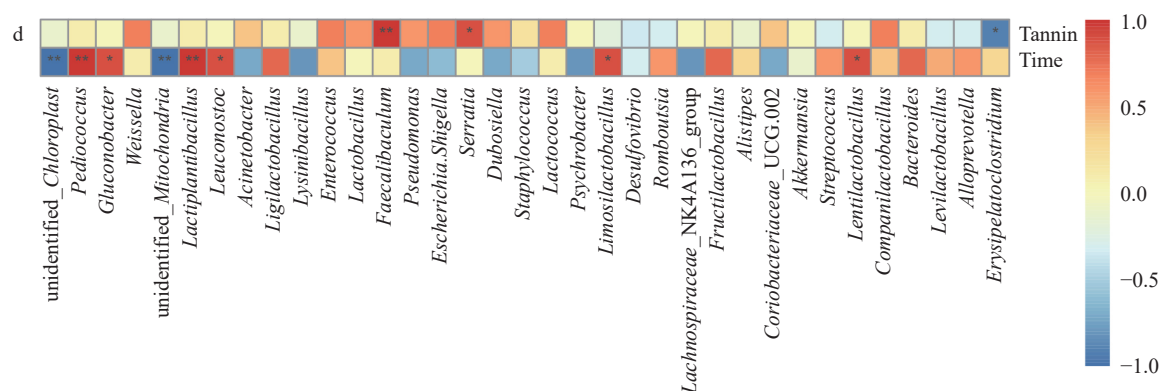 d
** ** * ** ** * * *
** * *
Tannin
Time
unidentified_Chloroplast
Pediococcus
Gluconobacter
Weissella
unidentified_Mitochondria
Lactiplantibacillus
Leuconostoc
Acinetobacter
Ligilactobacillus
Lysinibacillus
Enterococcus
Lactobacillus
Faecalibaculum
Pseudomonas
Escherichia.Shigella
Serratia
Dubosiella
Staphylococcus
Lactococcus
Psychrobacter
Limosilactobacillus
Desulfovibrio
Romboutsia
Lachnospiraceae_NK4A136_group
Fructilactobacillus
Alistipes
Coriobacteriaceae_UCG.002
Akkermansia
Streptococcus
Lentilactobacillus
Companilactobacillus
Bacteroides
Levilactobacillus
Alloprevotella
Erysipelatoclostridium
1.0
0.5
0.0
−0.5
−1.0